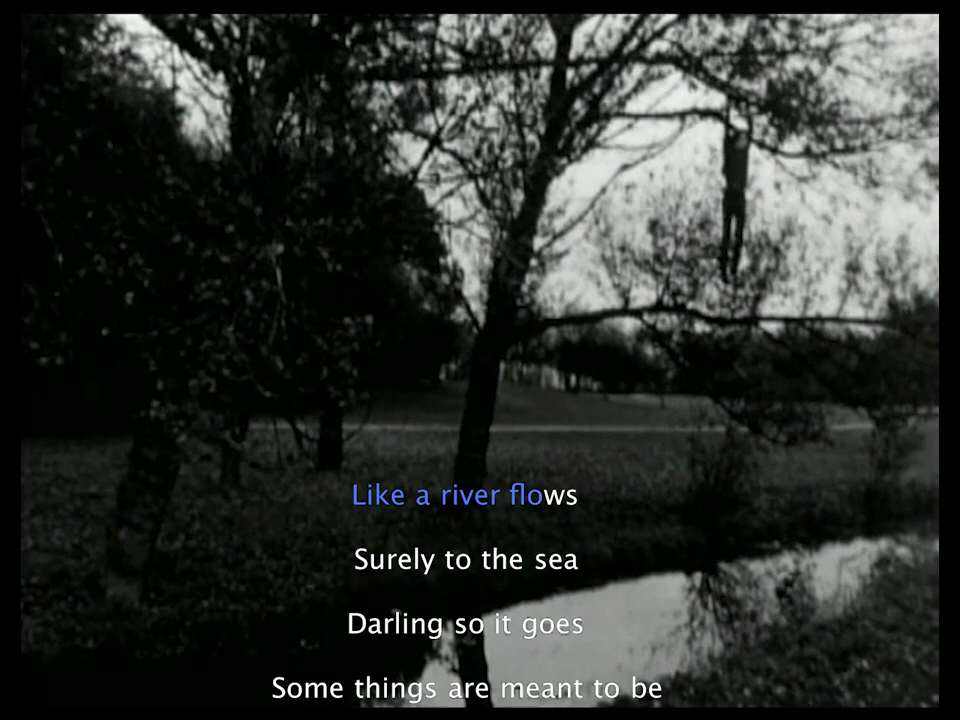 Like a river flows
Surely to the sea
Darling so it goes
Some things are meant to be